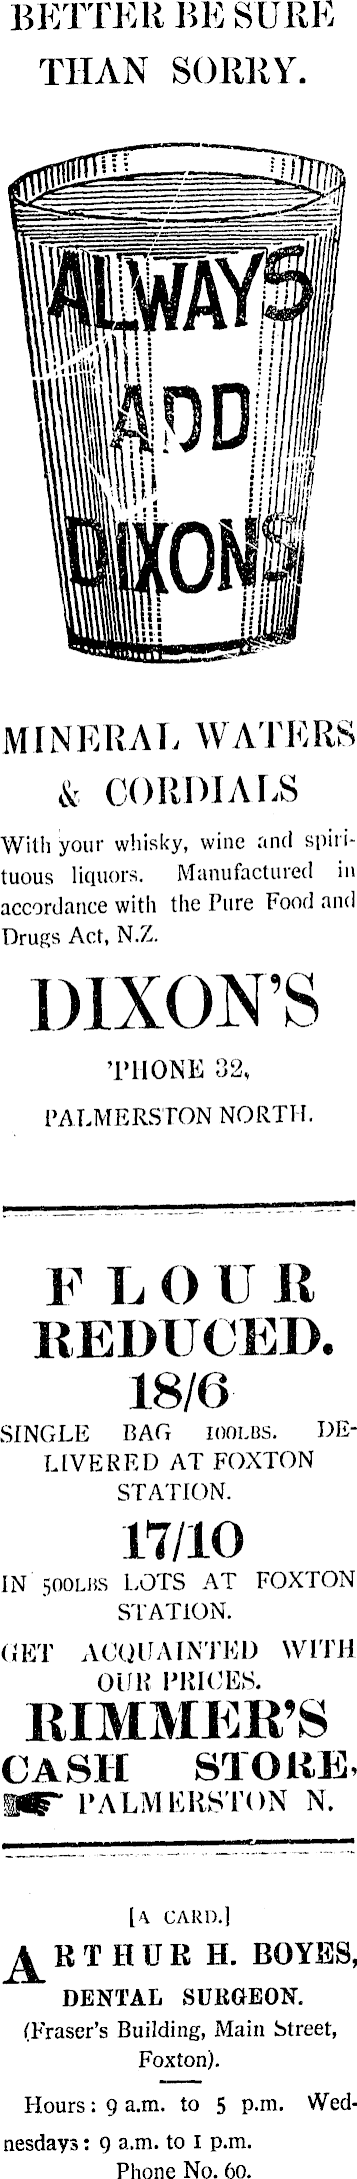 BETTER BE SURE
THAN SORRY.
ALWAYS
ADD
DIXONS
MINERAL WATERS
& CORDIALS
With your whisky, wine and spiri-
tuous liquors. Manufactured in
accordance with the Pure Food and
Drugs Act, N.Z.
DIXON'S
'PHONE 32,
PALMERSTON NORTH.
FLOUR
REDUCED.
18/6
SINGLE BAG 100LBS. DE-
LIVERED AT FOXTON
STATION.
17/10
IN 500LBS LOTS AT FOXTON
STATION.
GET ACQUAINTED WITH
OUR PRICES.
RIMMER'S
CASH STORE,
PALMERSTON N.
[A CARD.]
ARTHUR H. BOYES,
DENTAL SURGEON.
(Fraser's Building, Main Street,
Foxton).
Hours: 9 a.m. to 5 p.m. Wed-
nesdays: 9 a.m. to 1 p.m.
Phone No. 60.